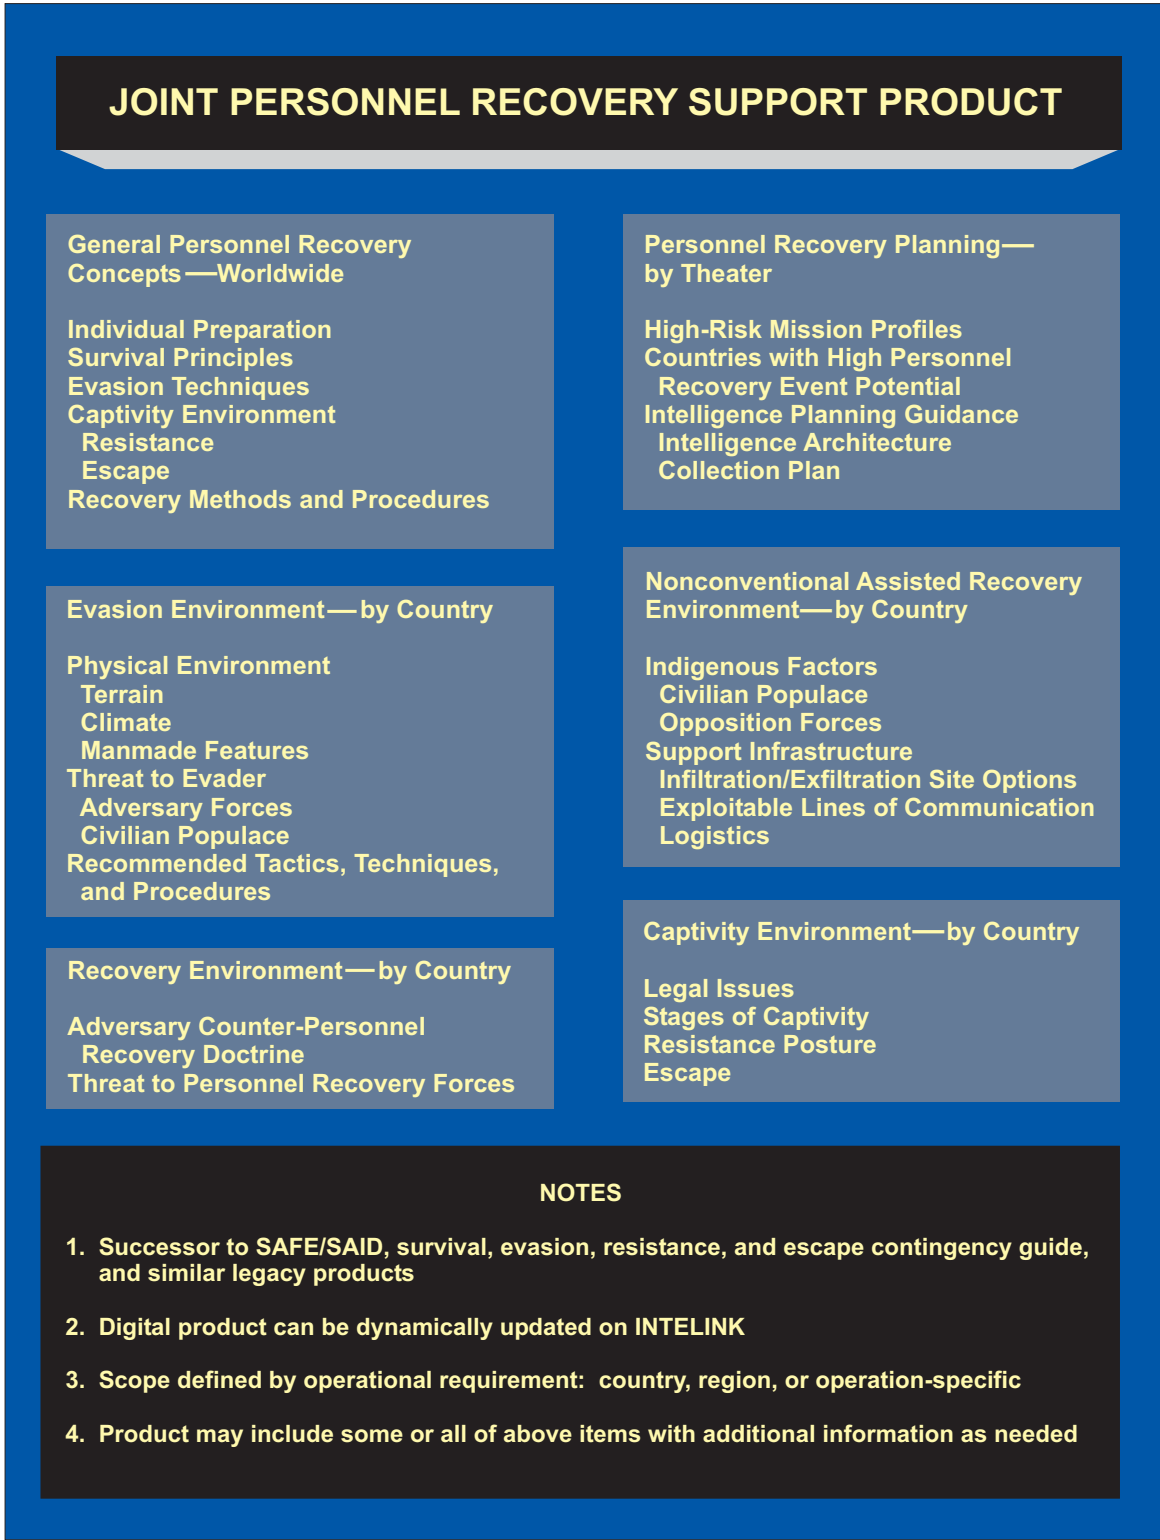 JOINT PERSONNEL RECOVERY SUPPORT PRODUCT
General Personnel Recovery
Concepts—Worldwide
Individual Preparation
Survival Principles
Evasion Techniques
Captivity Environment
Resistance
Escape
Recovery Methods and Procedures
Evasion Environment—by Country
Physical Environment
Terrain
Climate
Manmade Features
Threat to Evader
Adversary Forces
Civilian Populace
Recommended Tactics, Techniques,
and Procedures
Recovery Environment—by Country
Adversary Counter-Personnel
Recovery Doctrine
Threat to Personnel Recovery Forces
Personnel Recovery Planning—
by Theater
High-Risk Mission Profiles
Countries with High Personnel
Recovery Event Potential
Intelligence Planning Guidance
Intelligence Architecture
Collection Plan
Nonconventional Assisted Recovery
Environment—by Country
Indigenous Factors
Civilian Populace
Opposition Forces
Support Infrastructure
Infiltration/Exfiltration Site Options
Exploitable Lines of Communication
Logistics
Captivity Environment—by Country
Legal Issues
Stages of Captivity
Resistance Posture
Escape
NOTES
1. Successor to SAFE/SAID, survival, evasion, resistance, and escape contingency guide,
and similar legacy products
2. Digital product can be dynamically updated on INTELINK
3. Scope defined by operational requirement: country, region, or operation-specific
4. Product may include some or all of above items with additional information as needed